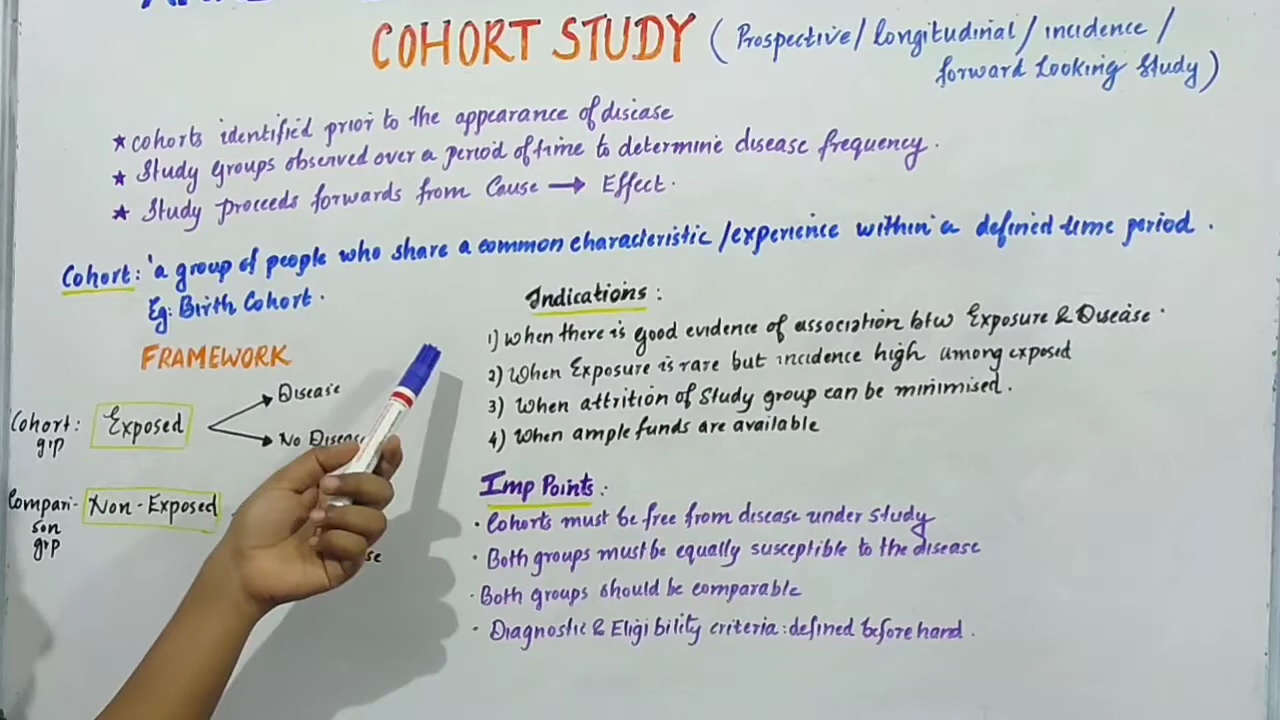 COHORT STUDY (Prospective/longitudinal/incidence/
forward Looking Study)
★ cohorts identified prior to the appearance of disease
★ Study groups observed over a period of time to determine disease frequency.
★ Study proceeds forwards from Cause → Effect.
Cohort: 'a group of people who share a common characteristic/experience within a defined time period.
Eg: Birth Cohort.
FRAMEWORK
Cohort: Exposed
grp
Disease
No Disease
Compari- Non-Exposed
son
grp
se
Indications:
1) When there is good evidence of association btw Exposure & Disease.
2) When Exposure is rare but incidence high among exposed
3) When attrition of Study group can be minimised.
4) When ample funds are available
Imp Points:
• Cohorts must be free from disease under study
• Both groups must be equally susceptible to the disease
• Both groups should be comparable
• Diagnostic & Eligibility criteria: defined before hand.